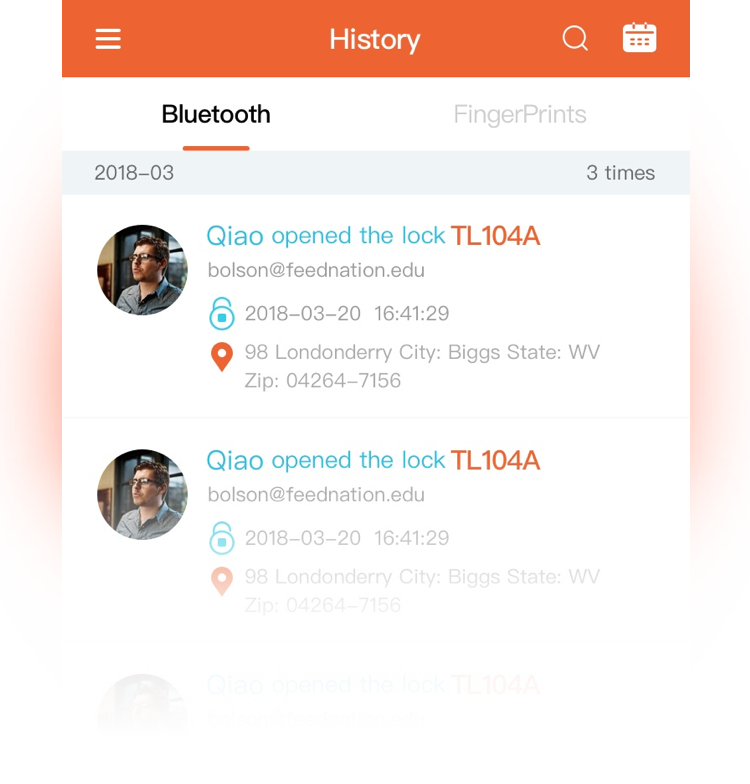 History
Bluetooth FingerPrints
2018-03 3 times
Qiao opened the lock TL104A
bolson@feednation.edu
2018-03-20 16:41:29
98 Londonderry City: Biggs State: WV
Zip: 04264-7156
Qiao opened the lock TL104A
bolson@feednation.edu
2018-03-20 16:41:29
98 Londonderry City: Biggs State: WV
Zip: 04264-7156
Qiao opened the lock TL104A